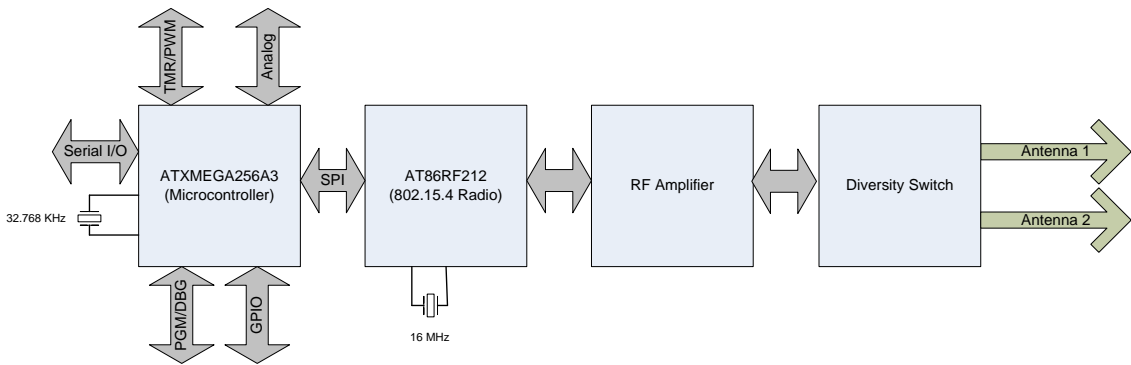 TMR/PWM
Analog
Serial I/O
ATXMEGA256A3
(Microcontroller)
SPI
AT86RF212
(802.15.4 Radio)
RF Amplifier
Diversity Switch
Antenna 1
Antenna 2
32.768 KHz
PGM/DBG
GPIO
16 MHz